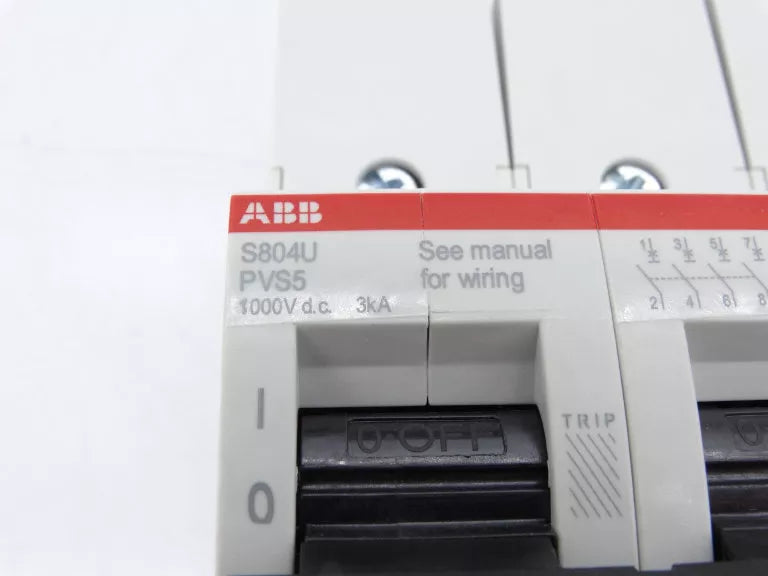 ABB
S804U
PVS5
1000V d.c. 3kA
See manual
for wiring
1 3 5 7
2 4 6 8
I
0
0-OFF
TRIP